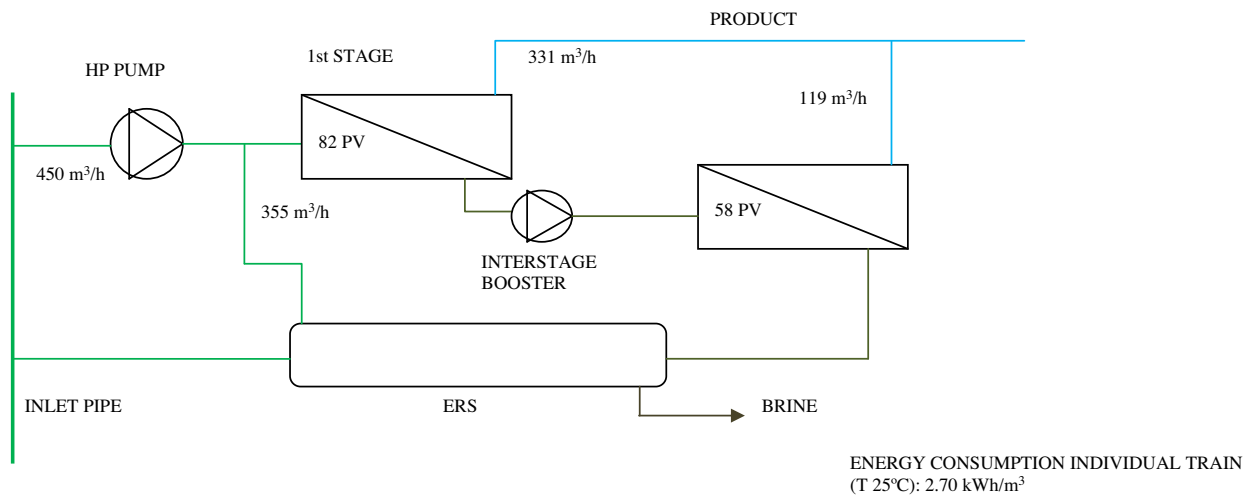 PRODUCT
1st STAGE
331 m³/h
HP PUMP
119 m³/h
82 PV
450 m³/h
355 m³/h
58 PV
INTERSTAGE
BOOSTER
INLET PIPE
ERS
BRINE
ENERGY CONSUMPTION INDIVIDUAL TRAIN
(T 25ºC): 2.70 kWh/m³